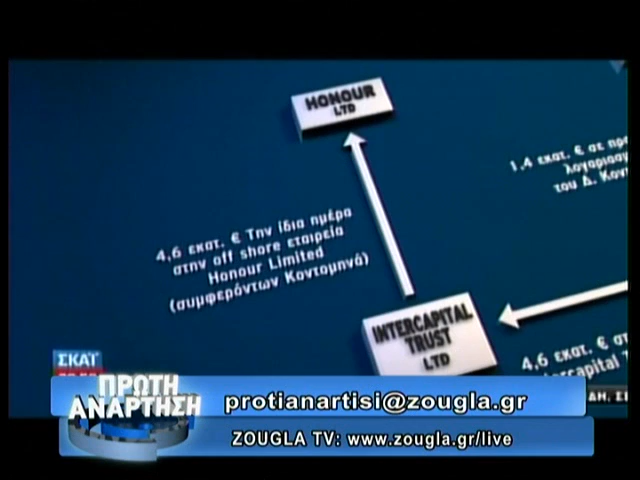 HONOUR
LTD
1,4 εκατ. € σε
του Δ.
4,6 εκατ. € Την ίδια ημέρα
στην off shore εταιρεία
Honour Limited
(συμφερόντων Κοντομηνά)
INTERCAPITAL
TRUST
LTD
4,6 εκατ. €
ΣΚΑΪ
ΠΡΩΤΗ
ΑΝΑΡΤΗΣΗ
protianartisi@zougla.gr
ZOUGLA TV: www.zougla.gr/live